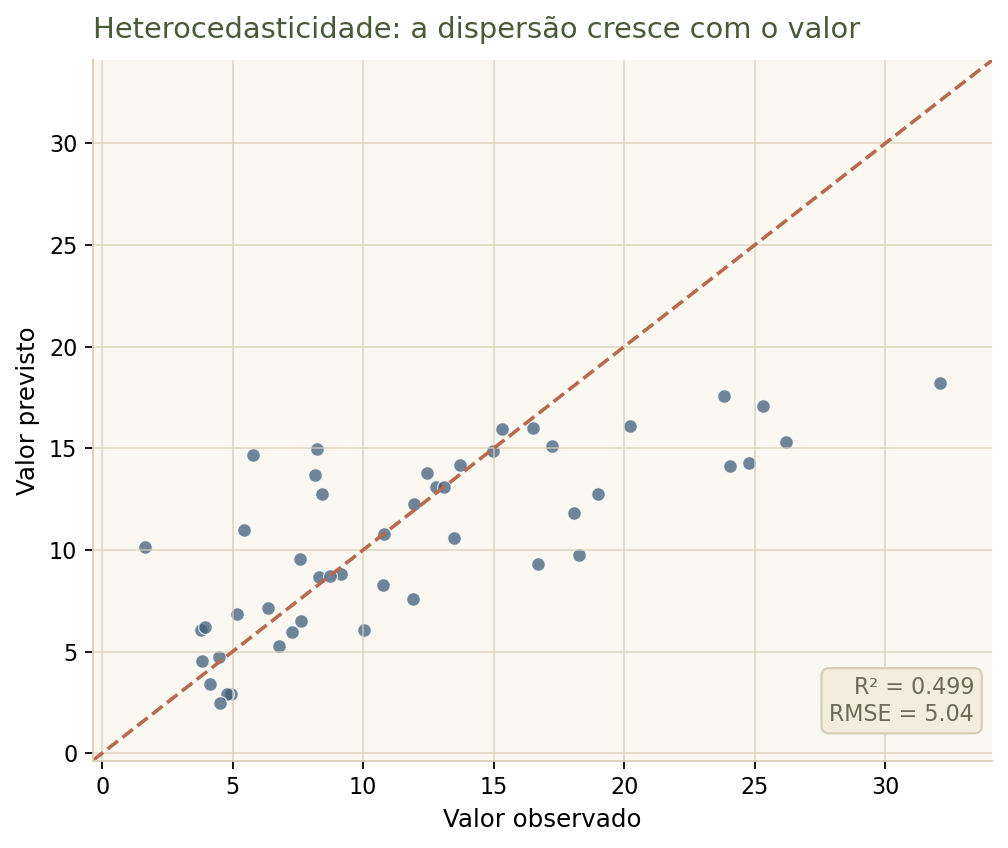 Heterocedasticidade: a dispersão cresce com o valor
Valor previsto
30
25
20
15
10
5
0
R² = 0.499
RMSE = 5.04
0 5 10 15 20 25 30
Valor observado